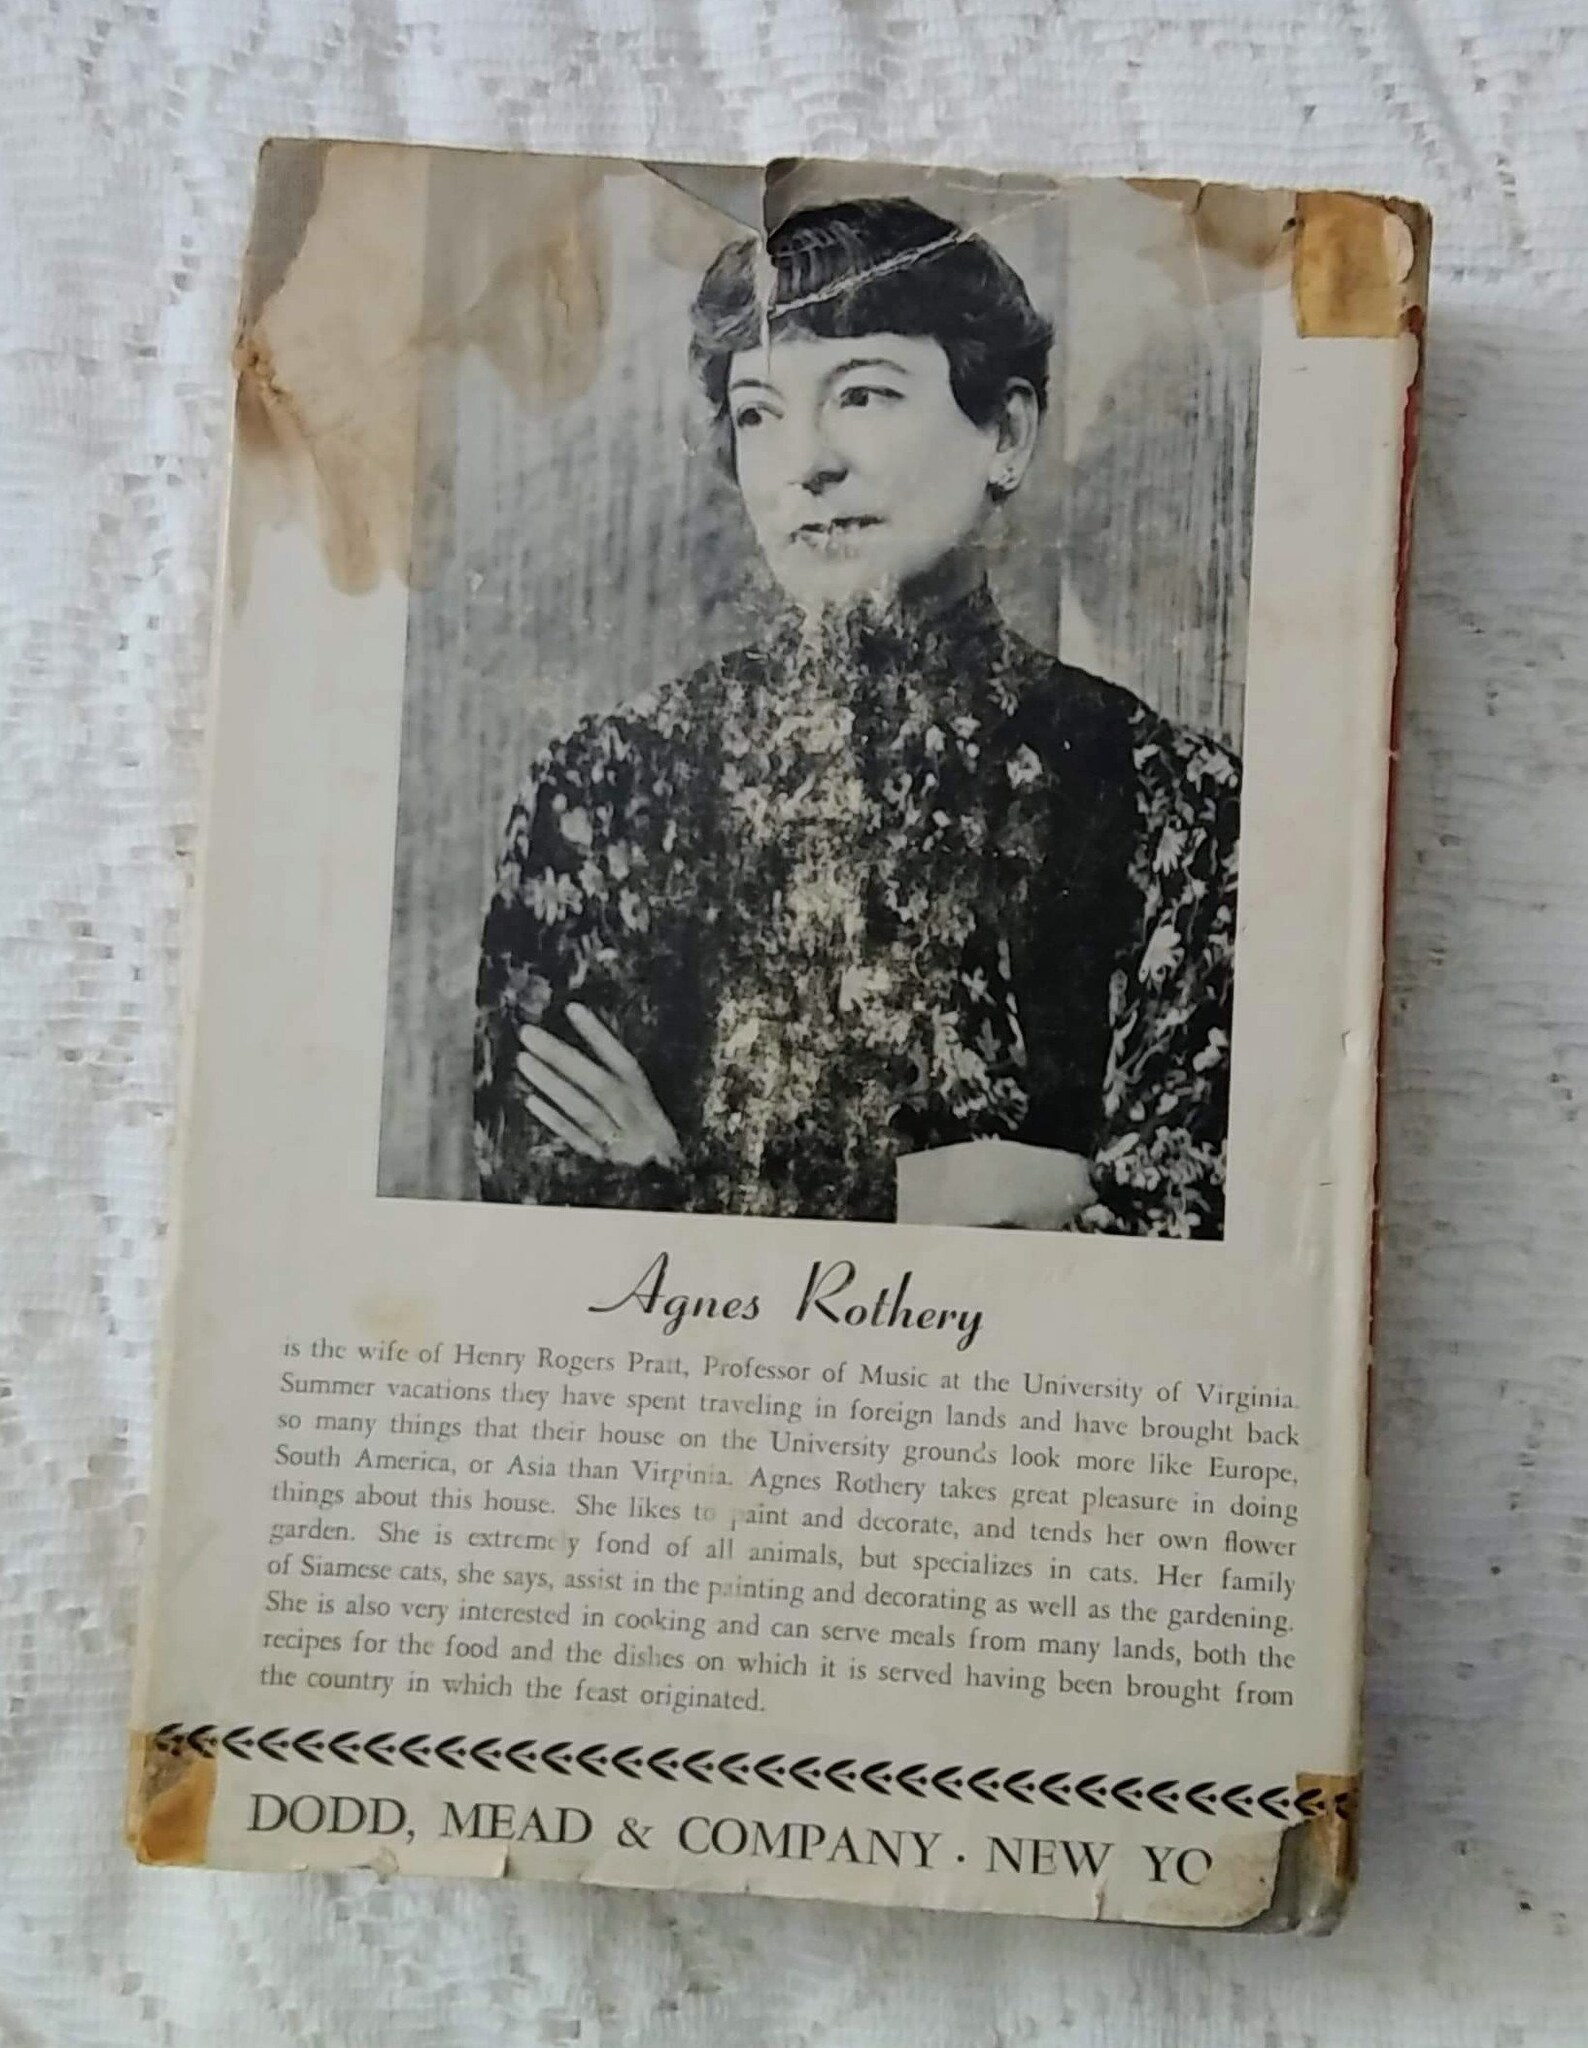 Agnes Rothery
is the wife of Henry Rogers Pratt, Professor of Music at the University of Virginia.
Summer vacations they have spent traveling in foreign lands and have brought back
so many things that their house on the University grounds look more like Europe,
South America, or Asia than Virginia. Agnes Rothery takes great pleasure in doing
things about this house. She likes to paint and decorate, and tends her own flower
garden. She is extremely fond of all animals, but specializes in cats. Her family
of Siamese cats, she says, assist in the painting and decorating as well as the gardening.
She is also very interested in cooking and can serve meals from many lands, both the
recipes for the food and the dishes on which it is served having been brought from
the country in which the feast originated.
DODD, MEAD & COMPANY · NEW YO